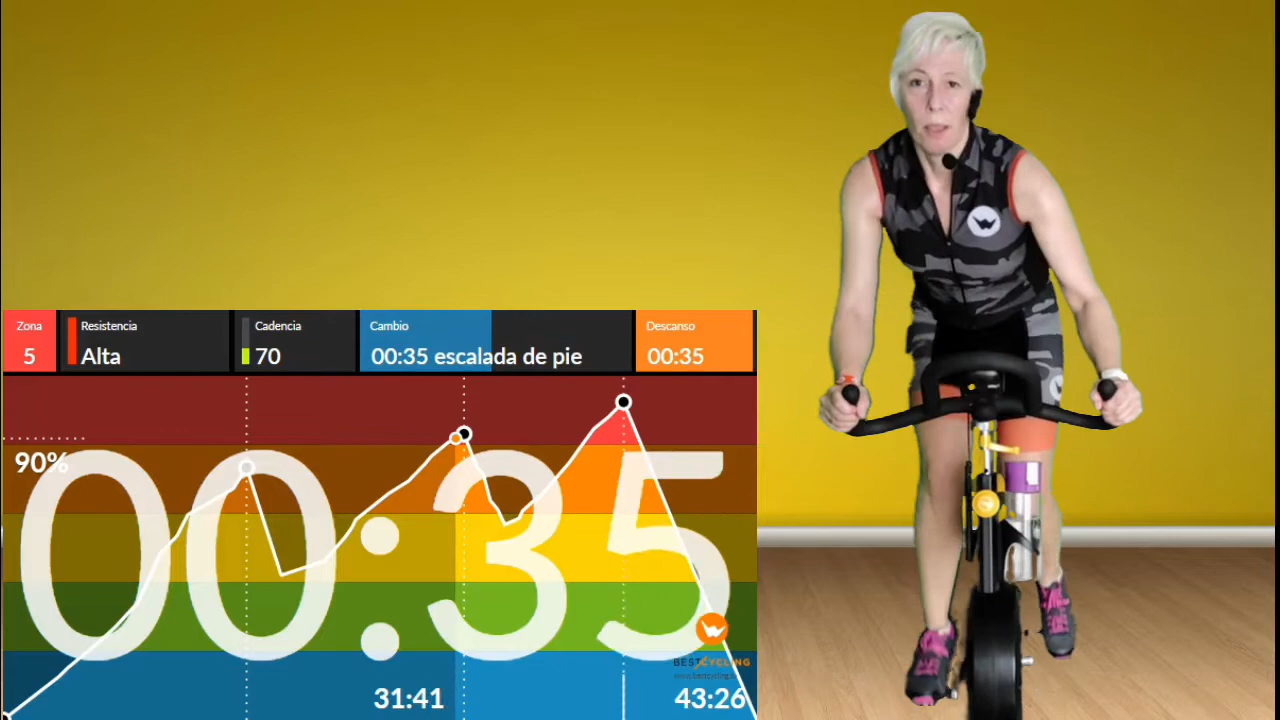 Zona
Resistencia
Cadencia
Cambio
Descanso
5
Alta
70
00:35 escalada de pie
00:35
90%
00:35
BESTCYCLING
31:41
43:26